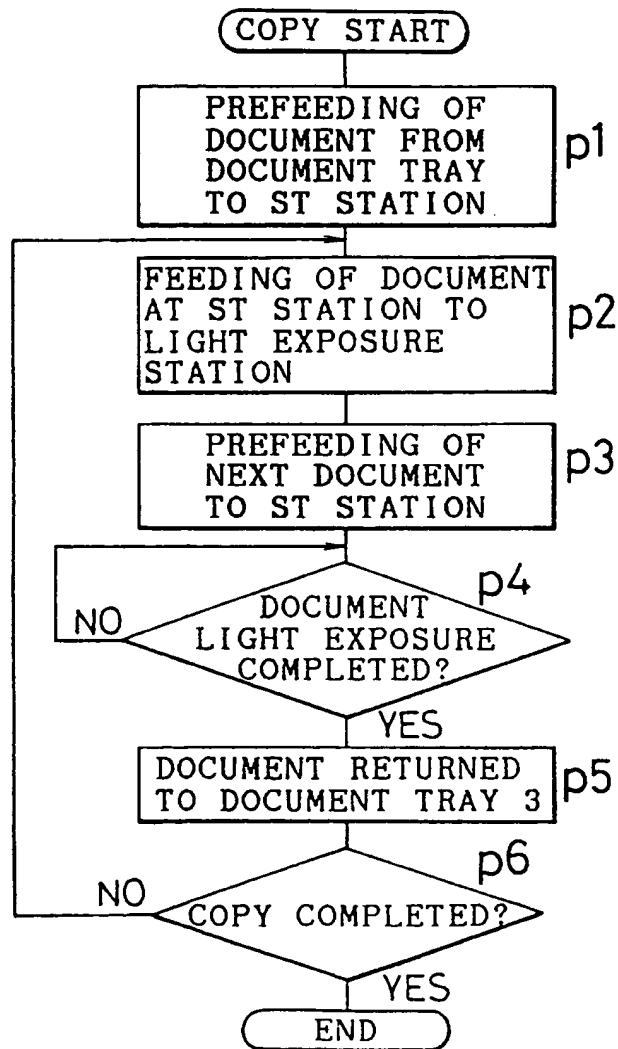 COPY START
PREFEEDING OF
DOCUMENT FROM
DOCUMENT TRAY
TO ST STATION
p1
FEEDING OF DOCUMENT
AT ST STATION TO
LIGHT EXPOSURE
STATION
p2
PREFEEDING OF
NEXT DOCUMENT
TO ST STATION
p3
p4
DOCUMENT
LIGHT EXPOSURE
COMPLETED?
NO
YES
DOCUMENT RETURNED
TO DOCUMENT TRAY 3
p5
p6
NO
COPY COMPLETED?
YES
END